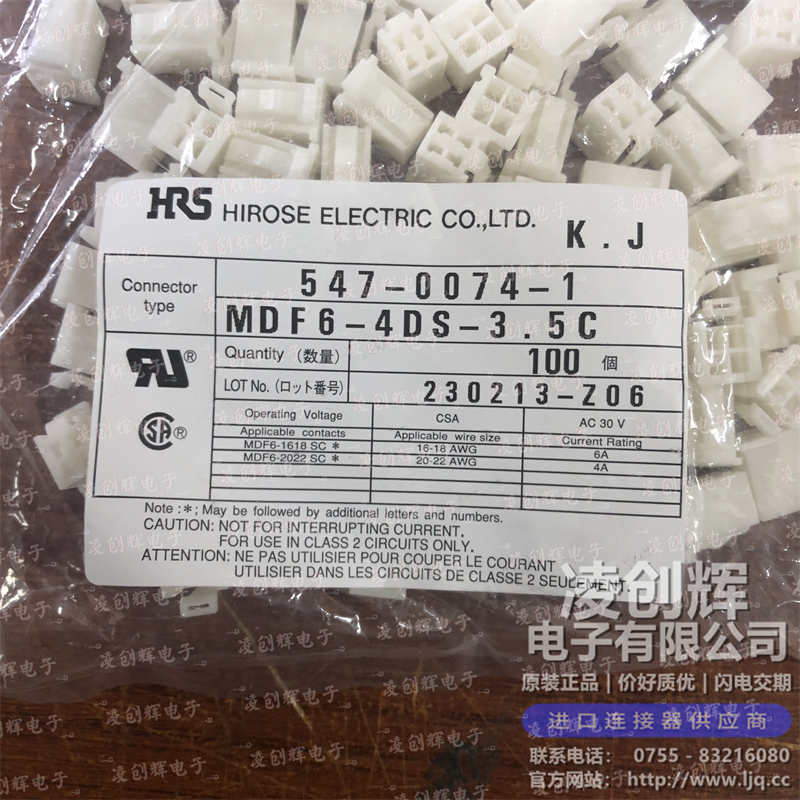 HRS HIROSE ELECTRIC CO.,LTD. K.J
Connector type
547-0074-1
MDF6-4DS-3.5C
Quantity (数量) 100 個
LOT No. (ロット番号) 230213-Z06
Operating Voltage CSA AC 30 V
Applicable contacts Applicable wire size Current Rating
MDF6-1618 SC * 16-18 AWG 6A
MDF6-2022 SC * 20-22 AWG 4A
Note : * ; May be followed by additional letters and numbers.
CAUTION: NOT FOR INTERRUPTING CURRENT.
FOR USE IN CLASS 2 CIRCUITS ONLY.
ATTENTION: NE PAS UTILISIER POUR COUPER LE COURANT
UTILISIER DANS LES CIRCUITS DE CLASSE 2 SEULEMENT.
凌创辉
电子有限公司
原装正品 | 价好质优 | 闪电交期
进口连接器供应商
联系电话： 0755 - 83216080
官方网站：http://www.ljq.cc
凌创辉电子